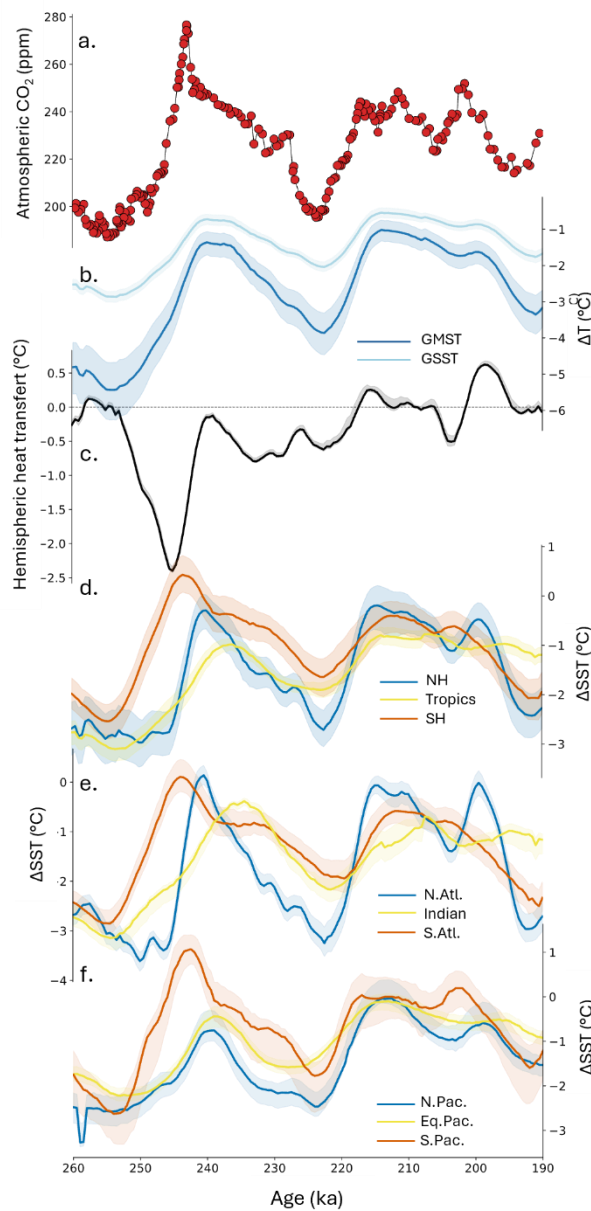 a.
Atmospheric CO₂ (ppm)
280
260
240
220
200
b.
−1
−2
−3
−4
−5
−6
ΔT (°C)
GMST
GSST
c.
Hemispheric heat transfert (°C)
0.5
0.0
−0.5
−1.0
−1.5
−2.0
−2.5
d.
1
0
−1
−2
−3
ΔSST (°C)
NH
Tropics
SH
e.
ΔSST (°C)
0
−1
−2
−3
−4
N.Atl.
Indian
S.Atl.
f.
1
0
−1
−2
−3
ΔSST (°C)
N.Pac.
Eq.Pac.
S.Pac.
260 250 240 230 220 210 200 190
Age (ka)